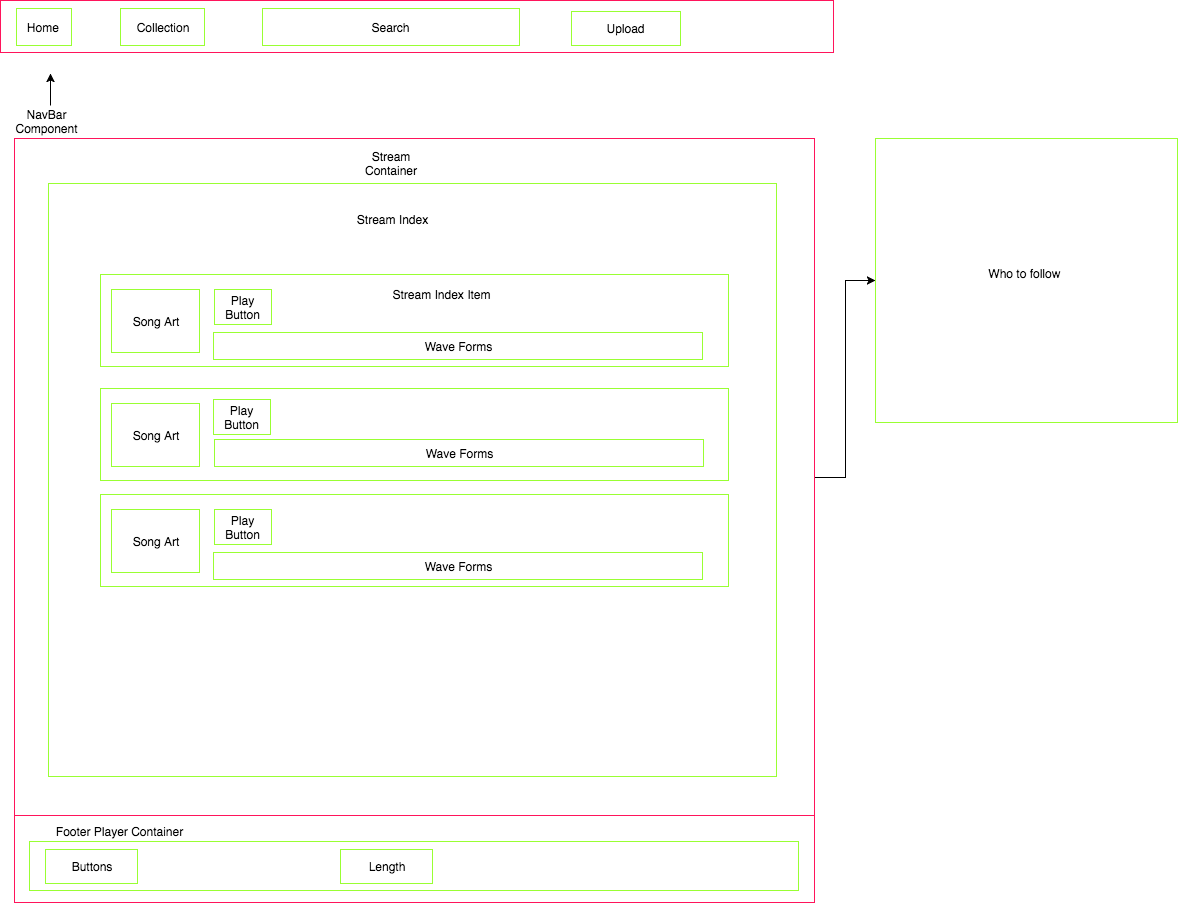 Home
Collection
Search
Upload
NavBar
Component
Stream
Container
Stream Index
Stream Index Item
Song Art
Play
Button
Wave Forms
Song Art
Play
Button
Wave Forms
Song Art
Play
Button
Wave Forms
Who to follow
Footer Player Container
Buttons
Length